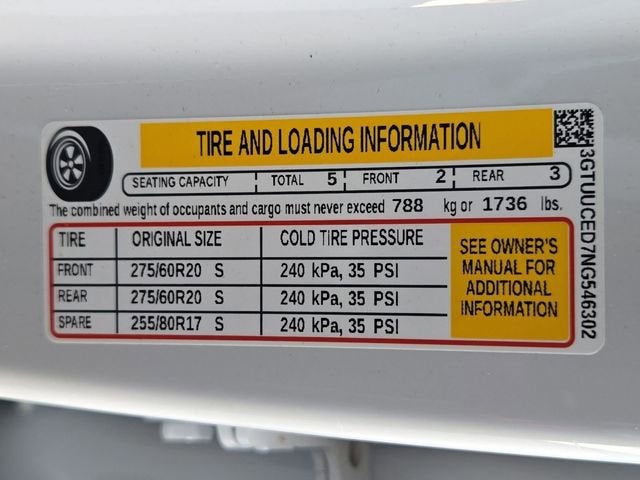 TIRE AND LOADING INFORMATION
SEATING CAPACITY TOTAL 5 FRONT 2 REAR 3
The combined weight of occupants and cargo must never exceed 788 kg or 1736 lbs.
TIRE ORIGINAL SIZE COLD TIRE PRESSURE
FRONT 275/60R20 S 240 kPa, 35 PSI
REAR 275/60R20 S 240 kPa, 35 PSI
SPARE 255/80R17 S 240 kPa, 35 PSI
SEE OWNER'S
MANUAL FOR
ADDITIONAL
INFORMATION
3GTUUCED7NG546302